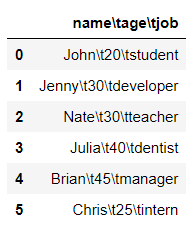 name\tage\tjob
0 John\t20\tstudent
1 Jenny\t30\tdeveloper
2 Nate\t30\tteacher
3 Julia\t40\tdentist
4 Brian\t45\tmanager
5 Chris\t25\tintern